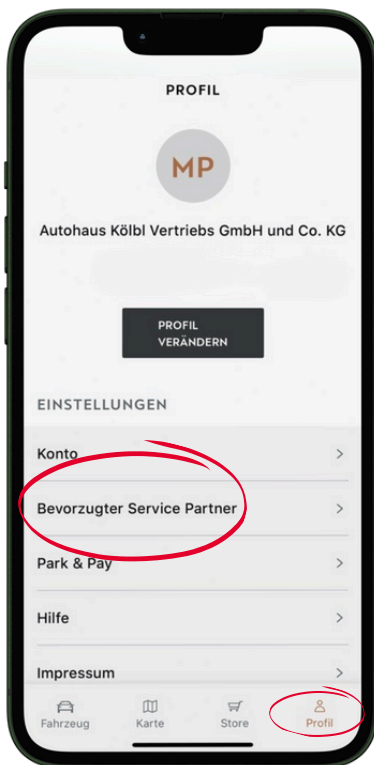 PROFIL
MP
Autohaus Kölbl Vertriebs GmbH und Co. KG
PROFIL
VERÄNDERN
EINSTELLUNGEN
Konto
Bevorzugter Service Partner
Park & Pay
Hilfe
Impressum
Fahrzeug Karte Store Profil